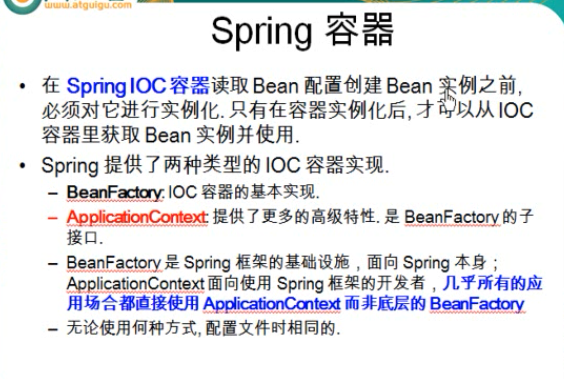 www.atguigu.com
Spring 容器
• 在 Spring IOC 容器读取 Bean 配置创建 Bean 实例之前,
必须对它进行实例化. 只有在容器实例化后, 才可以从 IOC
容器里获取 Bean 实例并使用.
• Spring 提供了两种类型的 IOC 容器实现.
– BeanFactory: IOC 容器的基本实现.
– ApplicationContext: 提供了更多的高级特性. 是 BeanFactory 的子
接口.
– BeanFactory 是 Spring 框架的基础设施，面向 Spring 本身；
ApplicationContext 面向使用 Spring 框架的开发者，几乎所有的应
用场合都直接使用 ApplicationContext 而非底层的 BeanFactory
– 无论使用何种方式, 配置文件时相同的.